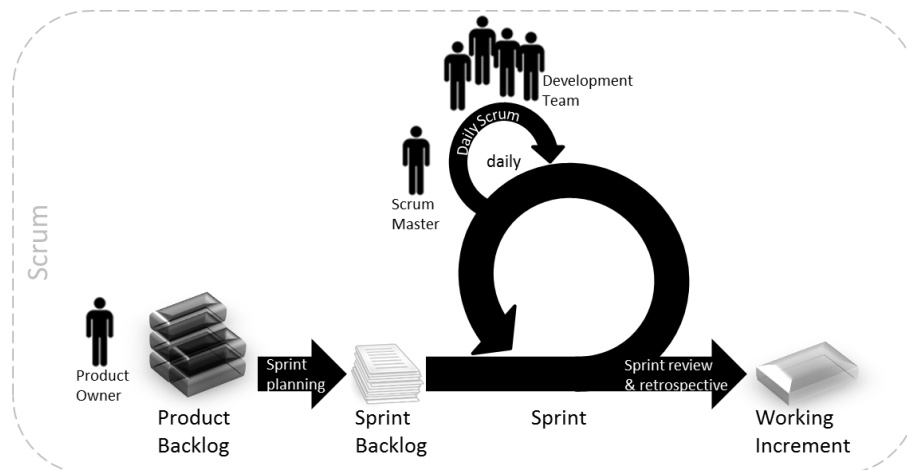 Scrum
Development
Team
Daily Scrum
daily
Scrum
Master
Product
Owner
Sprint
planning
Sprint review
& retrospective
Product
Backlog
Sprint
Backlog
Sprint
Working
Increment